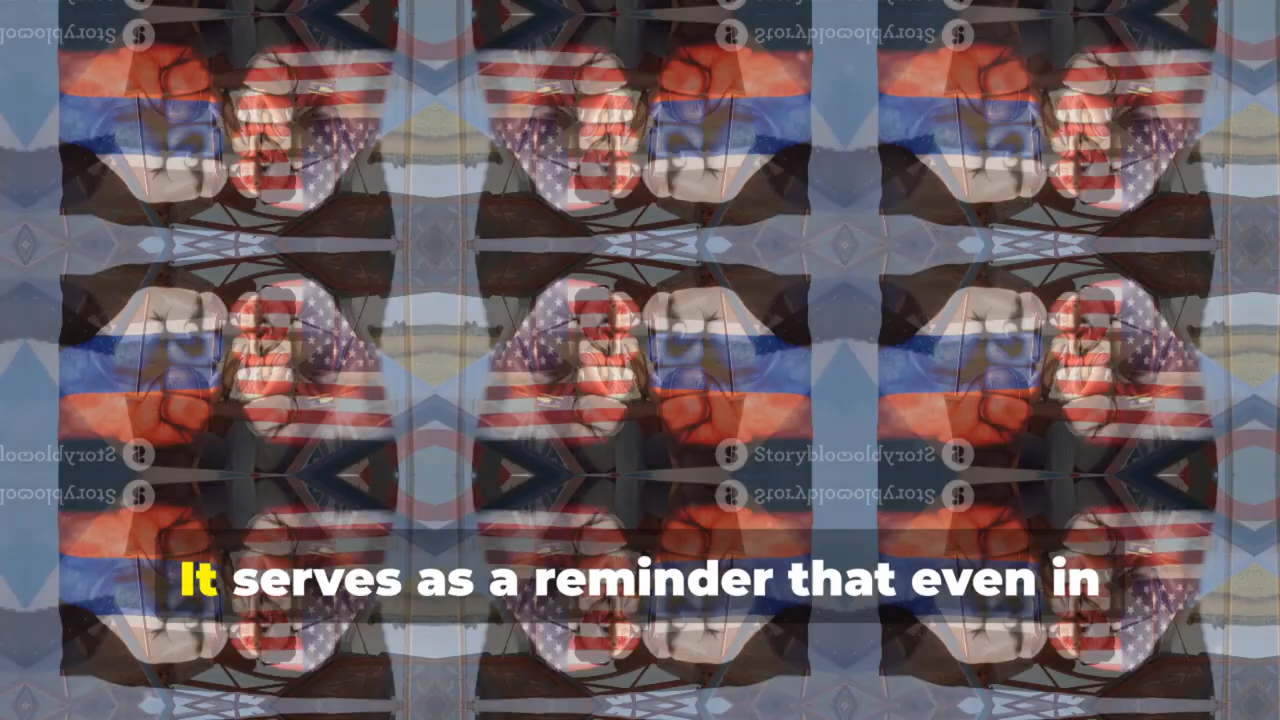 It serves as a reminder that even in